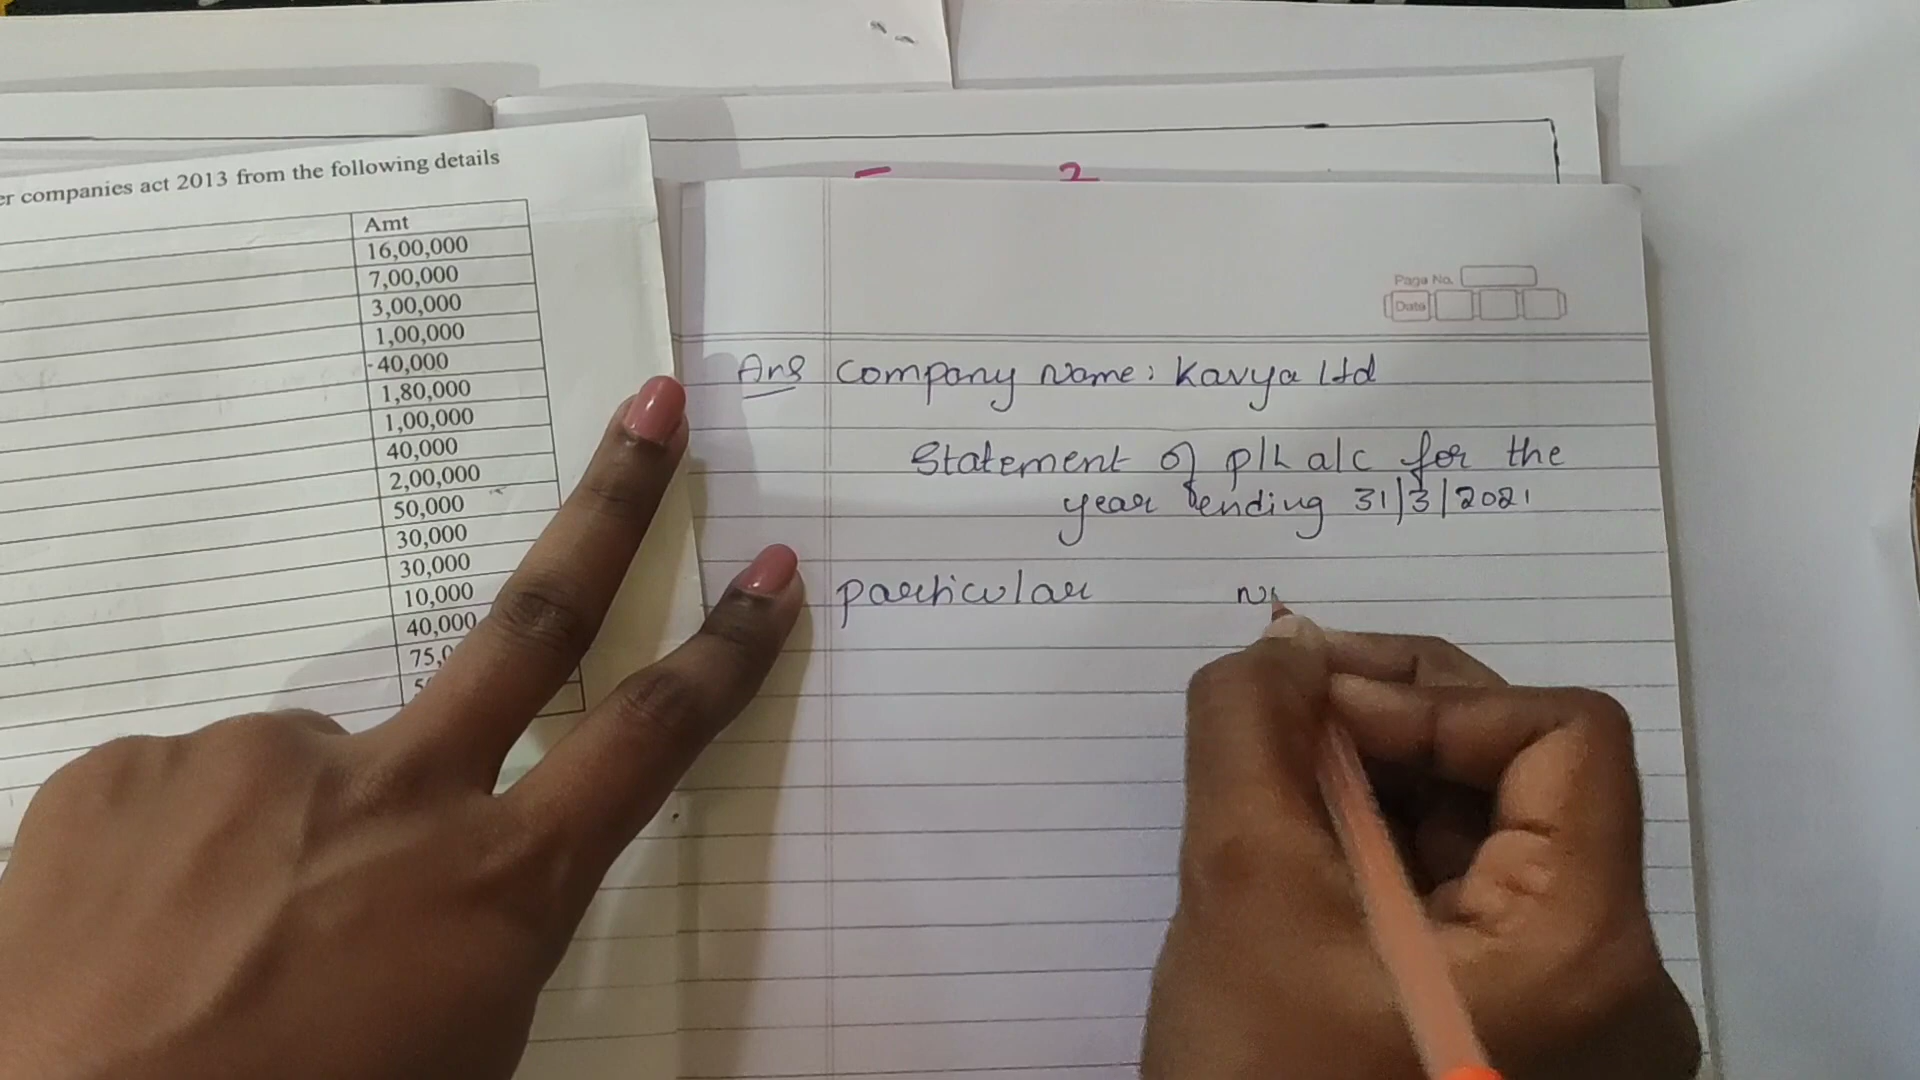 companies act 2013 from the following details
Amt
16,00,000
7,00,000
3,00,000
1,00,000
40,000
1,80,000
1,00,000
40,000
2,00,000
50,000
30,000
30,000
10,000
40,000
2
Page No.
Date
Ans Company Name: Kavya Ltd
Statement of P/L a/c for the
year ending 31/3/2021
particular